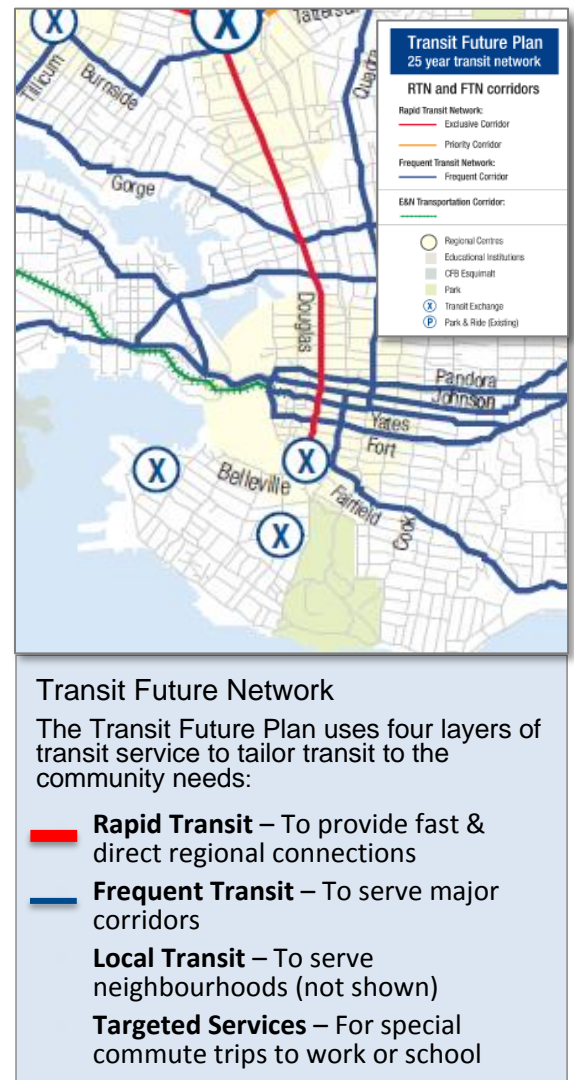 X
X
Tillicum
Burnside
Quadra
Transit Future Plan
25 year transit network
RTN and FTN corridors
Rapid Transit Network:
Exclusive Corridor
Priority Corridor
Frequent Transit Network:
Frequent Corridor
E&N Transportation Corridor:
Regional Centres
Educational Institutions
CFB Esquimalt
Park
X Transit Exchange
P Park & Ride (Existing)
Gorge
Douglas
Pandora
Johnson
Yates
Fort
X
X
Belleville
Fairfield
Cook
X
Transit Future Network
The Transit Future Plan uses four layers of
transit service to tailor transit to the
community needs:
Rapid Transit – To provide fast &
direct regional connections
Frequent Transit – To serve major
corridors
Local Transit – To serve
neighbourhoods (not shown)
Targeted Services – For special
commute trips to work or school